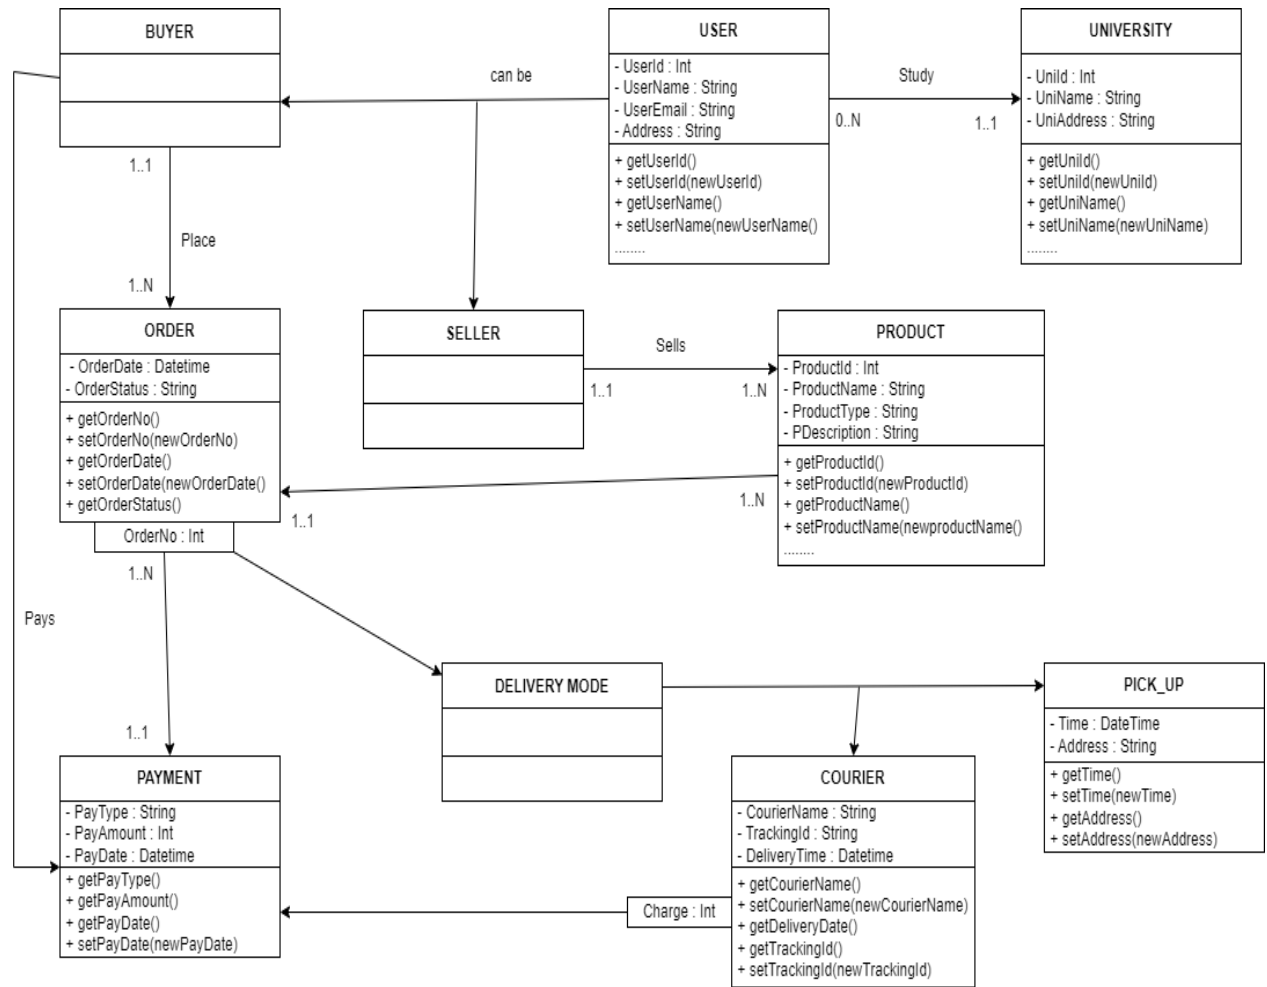 BUYER
USER
- UserId : Int
- UserName : String
- UserEmail : String
- Address : String
+ getUserId()
+ setUserId(newUserId)
+ getUserName()
+ setUserName(newUserName()
........
UNIVERSITY
- UniId : Int
- UniName : String
- UniAddress : String
+ getUniId()
+ setUniId(newUniId)
+ getUniName()
+ setUniName(newUniName)
........
can be
Study
0..N
1..1
1..1
Place
1..N
ORDER
- OrderDate : Datetime
- OrderStatus : String
+ getOrderNo()
+ setOrderNo(newOrderNo)
+ getOrderDate()
+ setOrderDate(newOrderDate()
+ getOrderStatus()
OrderNo : Int
SELLER
Sells
1..1
1..N
PRODUCT
- ProductId : Int
- ProductName : String
- ProductType : String
- PDescription : String
+ getProductId()
+ setProductId(newProductId)
+ getProductName()
+ setProductName(newproductName()
........
1..N
1..1
1..N
Pays
1..1
DELIVERY MODE
PICK_UP
- Time : DateTime
- Address : String
+ getTime()
+ setTime(newTime)
+ getAddress()
+ setAddress(newAddress)
PAYMENT
- PayType : String
- PayAmount : Int
- PayDate : Datetime
+ getPayType()
+ getPayAmount()
+ getPayDate()
+ setPayDate(newPayDate)
COURIER
- CourierName : String
- TrackingId : String
- DeliveryTime : Datetime
+ getCourierName()
+ setCourierName(newCourierName)
+ getDeliveryDate()
+ getTrackingId()
+ setTrackingId(newTrackingId)
Charge : Int